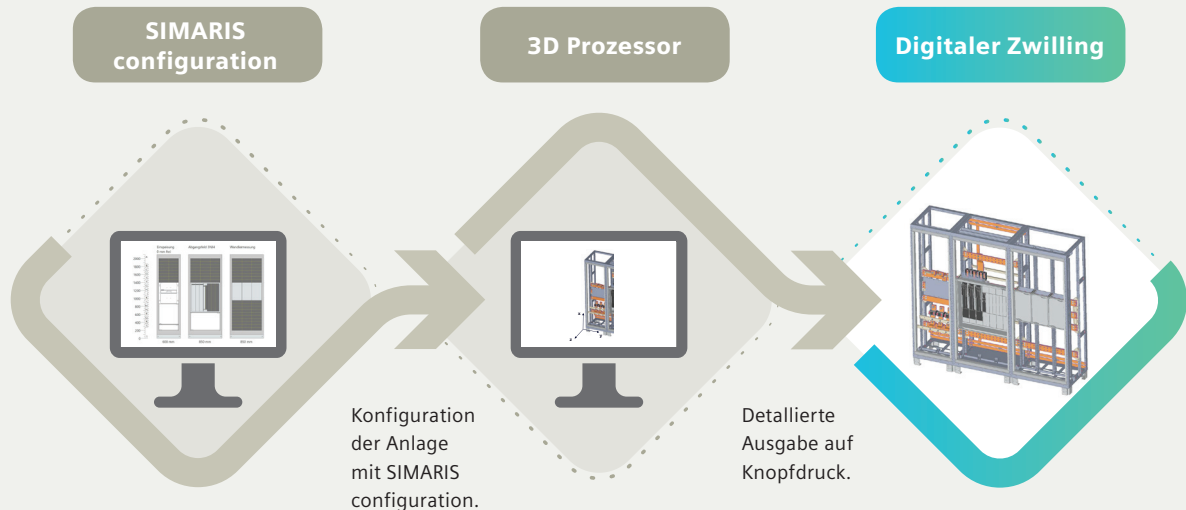 SIMARIS
configuration
3D Prozessor
Digitaler Zwilling
Konfiguration
der Anlage
mit SIMARIS
configuration.
Detallierte
Ausgabe auf
Knopfdruck.